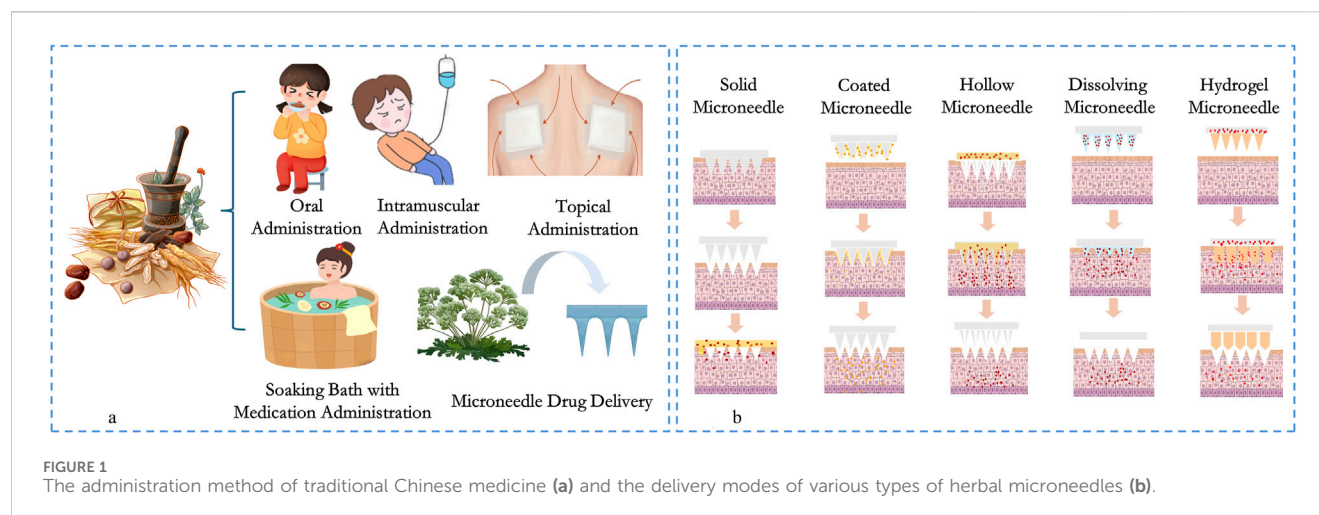 Oral
Administration
Intramuscular
Administration
Topical
Administration
Soaking Bath with
Medication Administration
Microneedle Drug Delivery
a
Solid
Microneedle
Coated
Microneedle
Hollow
Microneedle
Dissolving
Microneedle
Hydrogel
Microneedle
b
FIGURE 1
The administration method of traditional Chinese medicine (a) and the delivery modes of various types of herbal microneedles (b).